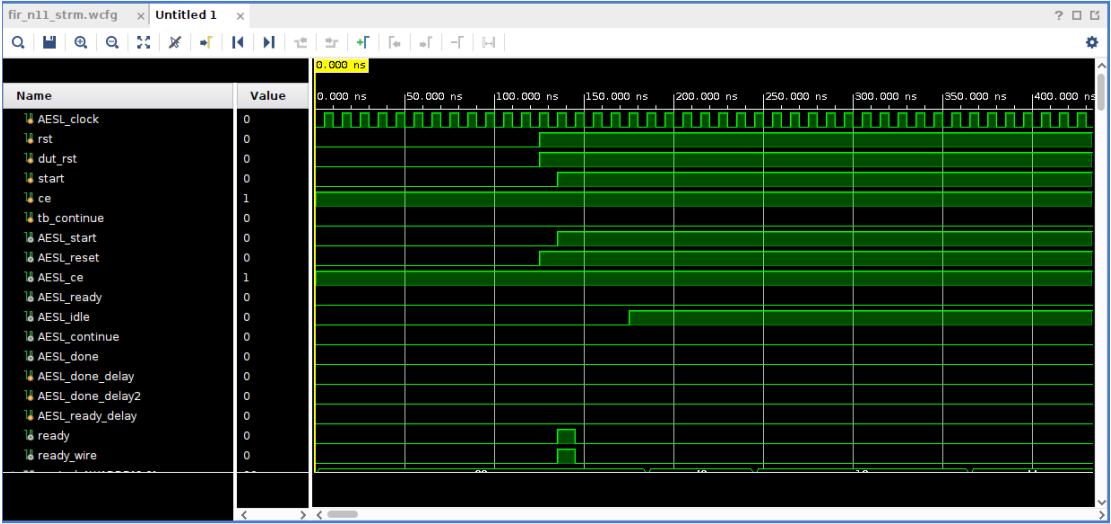 fir_n11_strm.wcfg × Untitled 1 × ?
0.000 ns
Name Value 0.000 ns 50.000 ns 100.000 ns 150.000 ns 200.000 ns 250.000 ns 300.000 ns 350.000 ns 400.000 ns
AESL_clock 0
rst 0
dut_rst 0
start 0
ce 1
tb_continue 0
AESL_start 0
AESL_reset 0
AESL_ce 1
AESL_ready 0
AESL_idle 0
AESL_continue 0
AESL_done 0
AESL_done_delay 0
AESL_done_delay2 0
AESL_ready_delay 0
ready 0
ready_wire 0